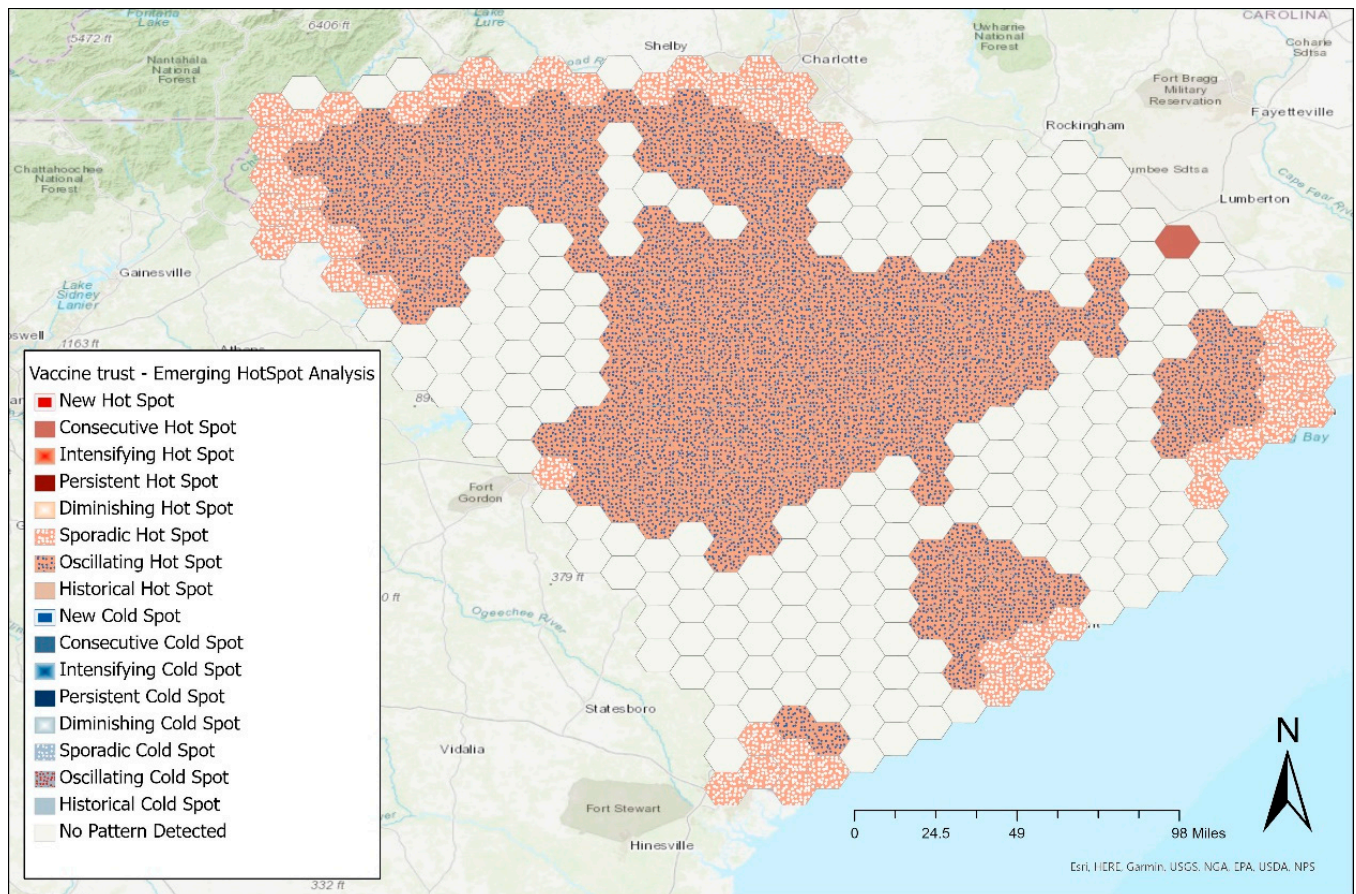 Fontana
Lake
6406 ft
Lake
Lure
CAROLINA
5472 ft
Shelby
Uwharrie
National
Forest
Coharie
Sdtsa
Nantahala
National
Forest
Charlotte
Fort Bragg
Military
Reservation
Fayetteville
Rockingham
Chattahoochee
National
Forest
umbee Sdtsa
Cape Fear River
Lumberton
Gainesville
Lake
Sidney
Lanier
oswell
1163 ft
Bay
Fort
Gordon
379 ft
0 ft
Ogeechee River
Statesboro
Vidalia
Fort Stewart
Hinesville
332 ft
Vaccine trust - Emerging HotSpot Analysis
New Hot Spot
Consecutive Hot Spot
Intensifying Hot Spot
Persistent Hot Spot
Diminishing Hot Spot
Sporadic Hot Spot
Oscillating Hot Spot
Historical Hot Spot
New Cold Spot
Consecutive Cold Spot
Intensifying Cold Spot
Persistent Cold Spot
Diminishing Cold Spot
Sporadic Cold Spot
Oscillating Cold Spot
Historical Cold Spot
No Pattern Detected
N
0 24.5 49 98 Miles
Esri, HERE, Garmin, USGS, NGA, EPA, USDA, NPS